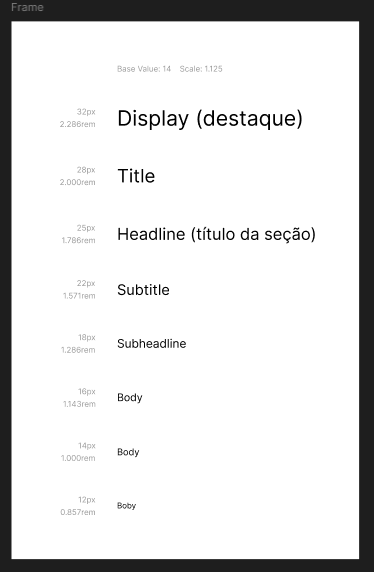 Frame
Base Value: 14 Scale: 1.125
32px
2.286rem
Display (destaque)
28px
2,000rem
Title
25px
1.786rem
Headline (título da seção)
22px
1.571rem
Subtitle
18px
1.286rem
Subheadline
16px
1.143rem
Body
14px
1.000rem
Body
12px
0.857rem
Boby